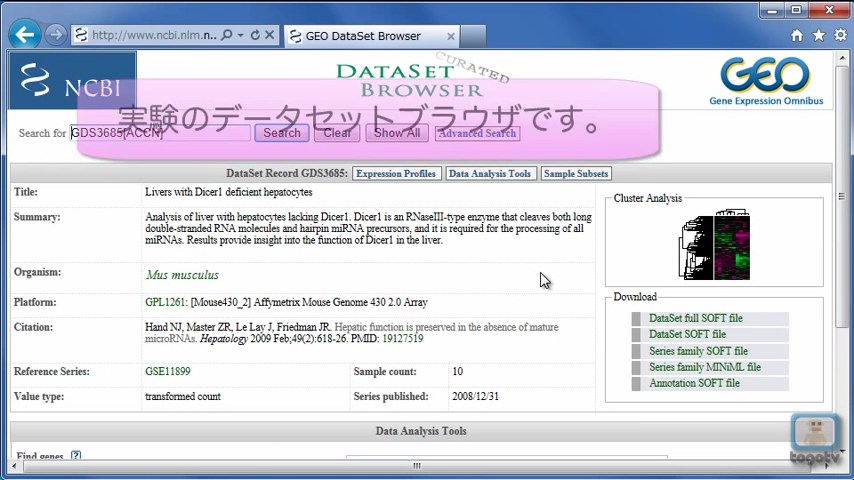 http://www.ncbi.nlm.n..
GEO DataSet Browser
NCBI
DATASET
CURATED
BROWSER
GEO
Gene Expression Omnibus
実験のデータセットブラウザです。
Search for GDS3685[ACCN] Search Clear Show All Advanced Search
DataSet Record GDS3685: Expression Profiles Data Analysis Tools Sample Subsets
Title: Livers with Dicer1 deficient hepatocytes
Summary: Analysis of liver with hepatocytes lacking Dicer1. Dicer1 is an RNaseIII-type enzyme that cleaves both long
double-stranded RNA molecules and hairpin miRNA precursors, and it is required for the processing of all
miRNAs. Results provide insight into the function of Dicer1 in the liver.
Organism: Mus musculus
Platform: GPL1261: [Mouse430_2] Affymetrix Mouse Genome 430 2.0 Array
Citation: Hand NJ, Master ZR, Le Lay J, Friedman JR. Hepatic function is preserved in the absence of mature
microRNAs. Hepatology 2009 Feb;49(2):618-26. PMID: 19127519
Reference Series: GSE11899 Sample count: 10
Value type: transformed count Series published: 2008/12/31
Cluster Analysis
Download
DataSet full SOFT file
DataSet SOFT file
Series family SOFT file
Series family MINiML file
Annotation SOFT file
Data Analysis Tools
Find genes ?
togotv